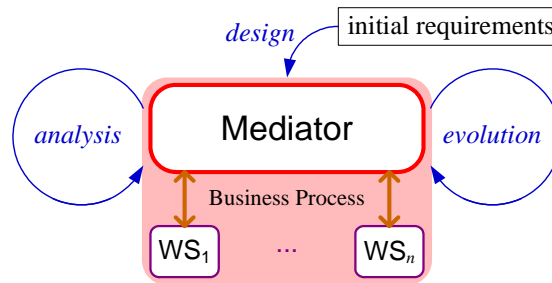 design
initial requirements
analysis
Mediator
evolution
Business Process
WS₁
...
WSₙ